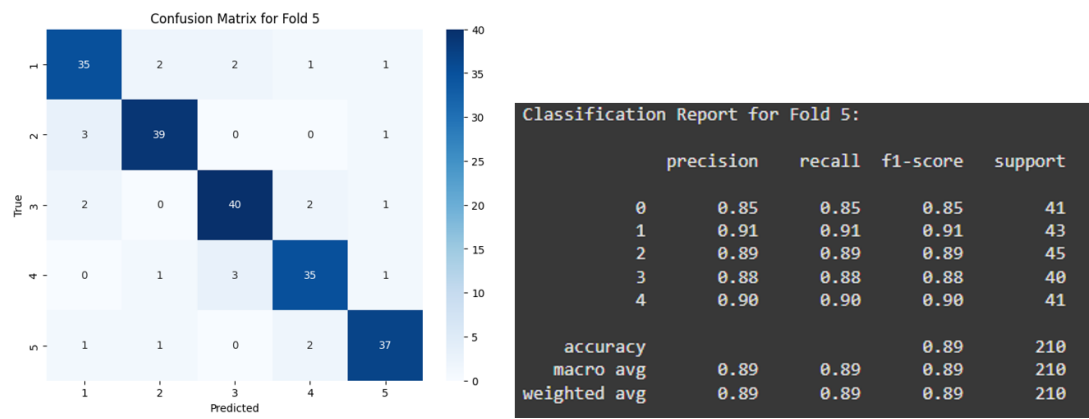 Confusion Matrix for Fold 5
True
1 35 2 2 1 1
2 3 39 0 0 1
3 2 0 40 2 1
4 0 1 3 35 1
5 1 1 0 2 37
1 2 3 4 5
Predicted
40
35
30
25
20
15
10
5
0
Classification Report for Fold 5:
precision recall f1-score support
0 0.85 0.85 0.85 41
1 0.91 0.91 0.91 43
2 0.89 0.89 0.89 45
3 0.88 0.88 0.88 40
4 0.90 0.90 0.90 41
accuracy 0.89 210
macro avg 0.89 0.89 0.89 210
weighted avg 0.89 0.89 0.89 210